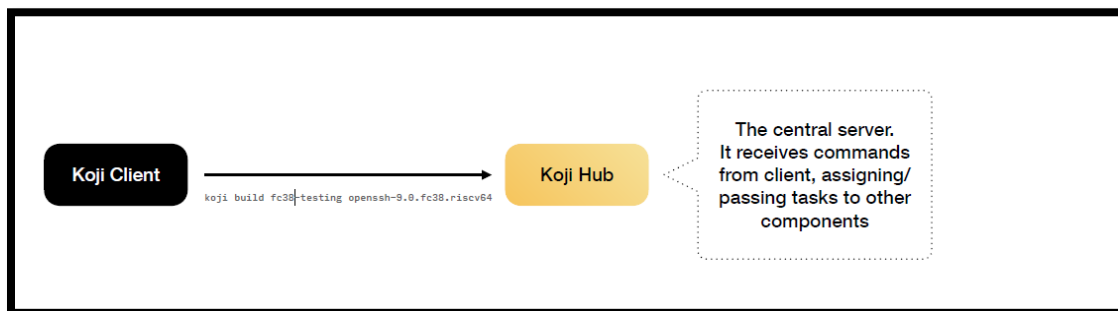 Koji Client
koji build fc38-testing openssh-9.0.fc38.riscv64
Koji Hub
The central server.
It receives commands
from client, assigning/
passing tasks to other
components